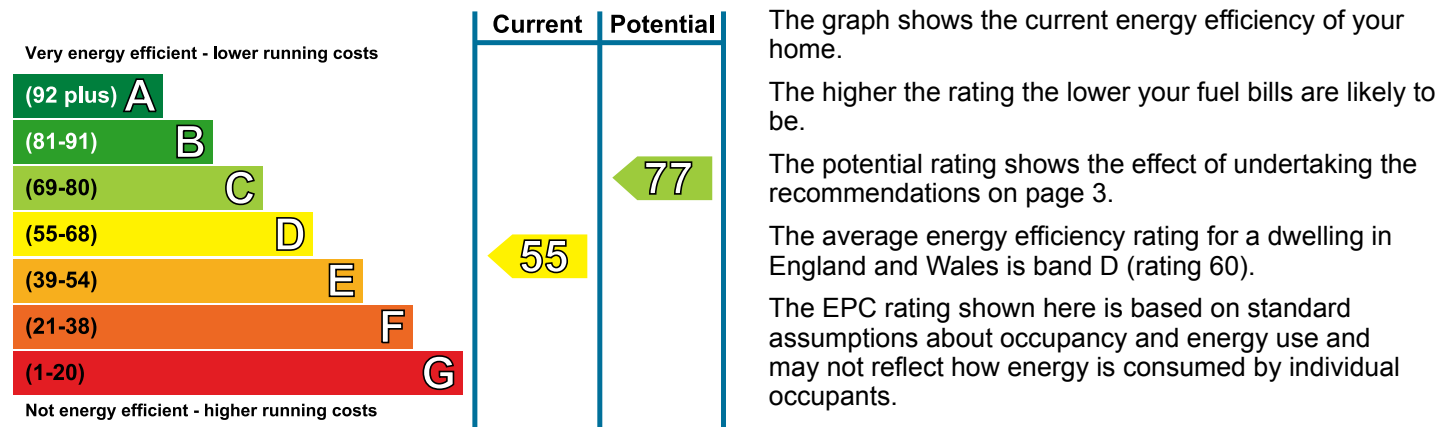 Current Potential
Very energy efficient - lower running costs
(92 plus) A
(81-91) B
(69-80) C
77
(55-68) D
55
(39-54) E
(21-38) F
(1-20) G
Not energy efficient - higher running costs
The graph shows the current energy efficiency of your
home.
The higher the rating the lower your fuel bills are likely to
be.
The potential rating shows the effect of undertaking the
recommendations on page 3.
The average energy efficiency rating for a dwelling in
England and Wales is band D (rating 60).
The EPC rating shown here is based on standard
assumptions about occupancy and energy use and
may not reflect how energy is consumed by individual
occupants.